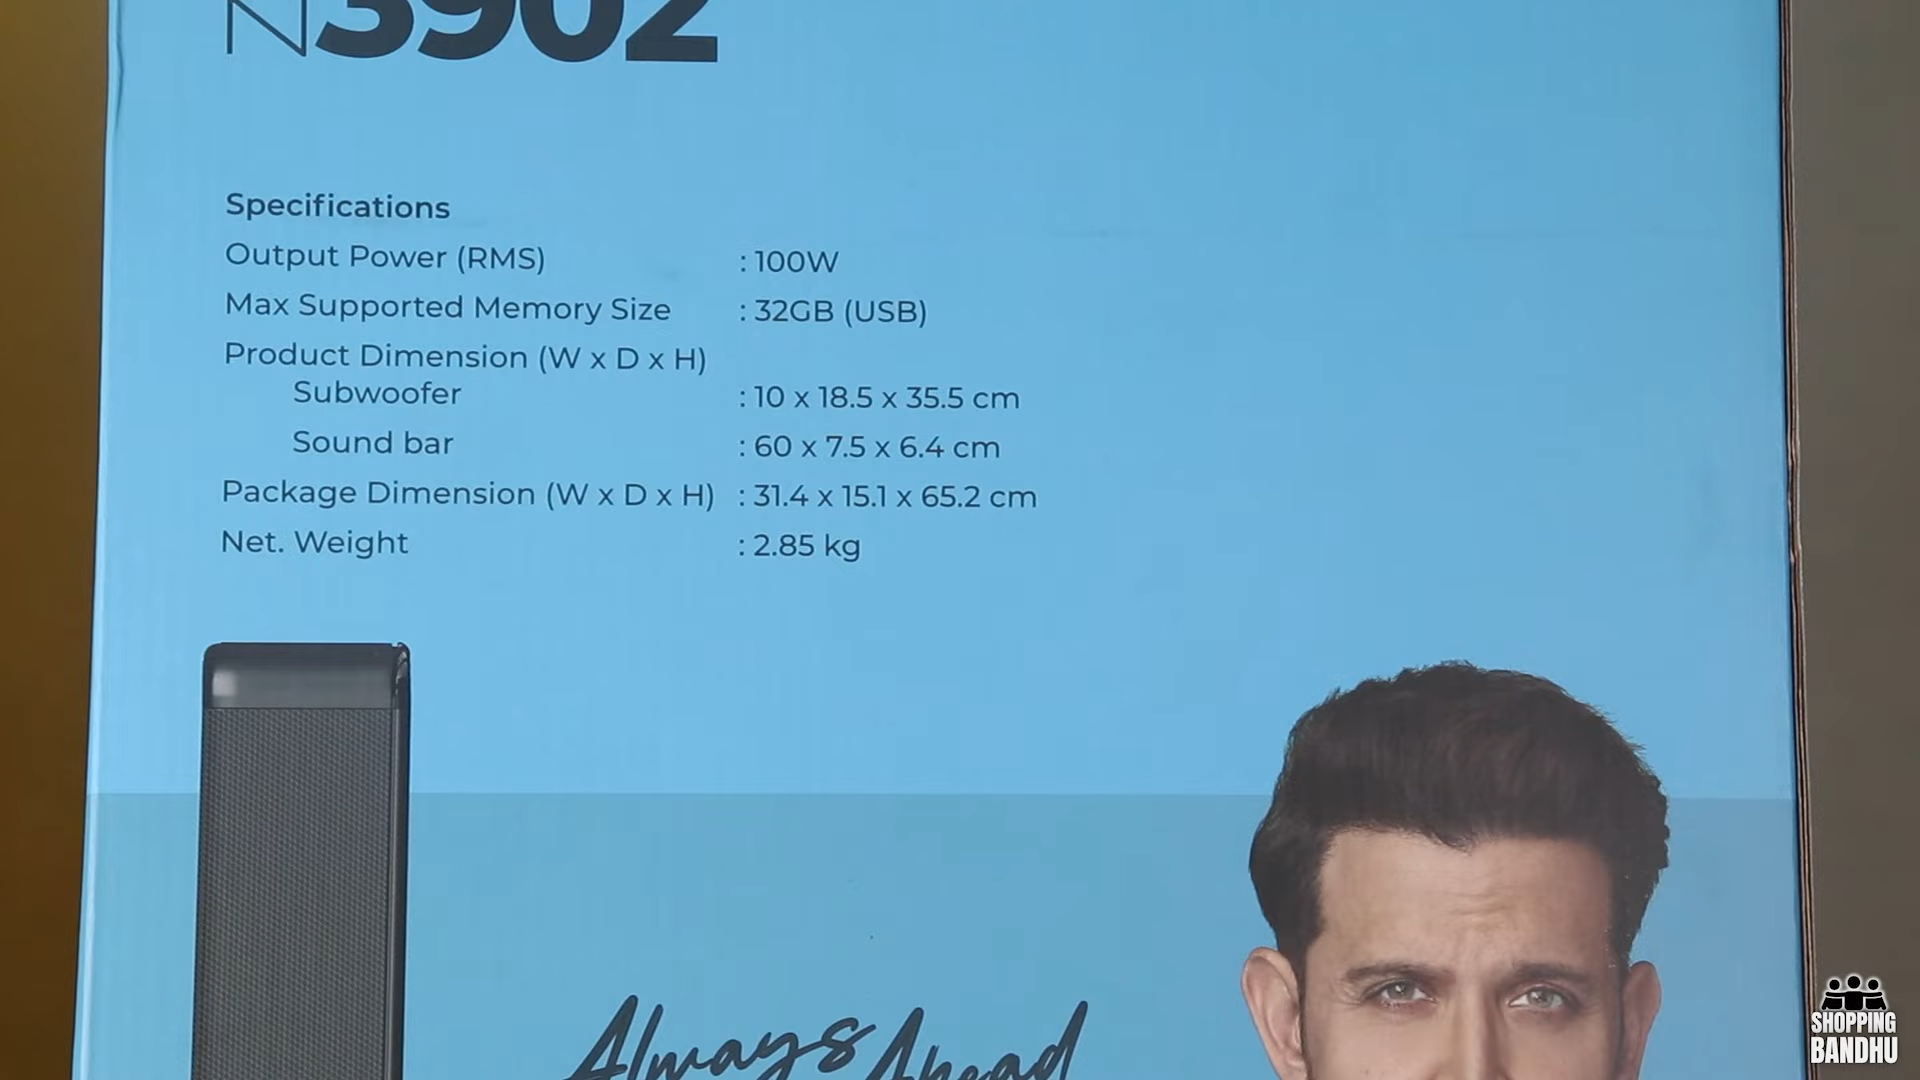 N3902
Specifications
Output Power (RMS) : 100W
Max Supported Memory Size : 32GB (USB)
Product Dimension (W x D x H)
Subwoofer : 10 x 18.5 x 35.5 cm
Sound bar : 60 x 7.5 x 6.4 cm
Package Dimension (W x D x H) : 31.4 x 15.1 x 65.2 cm
Net. Weight : 2.85 kg
Always Ahead
SHOPPING
BANDHU